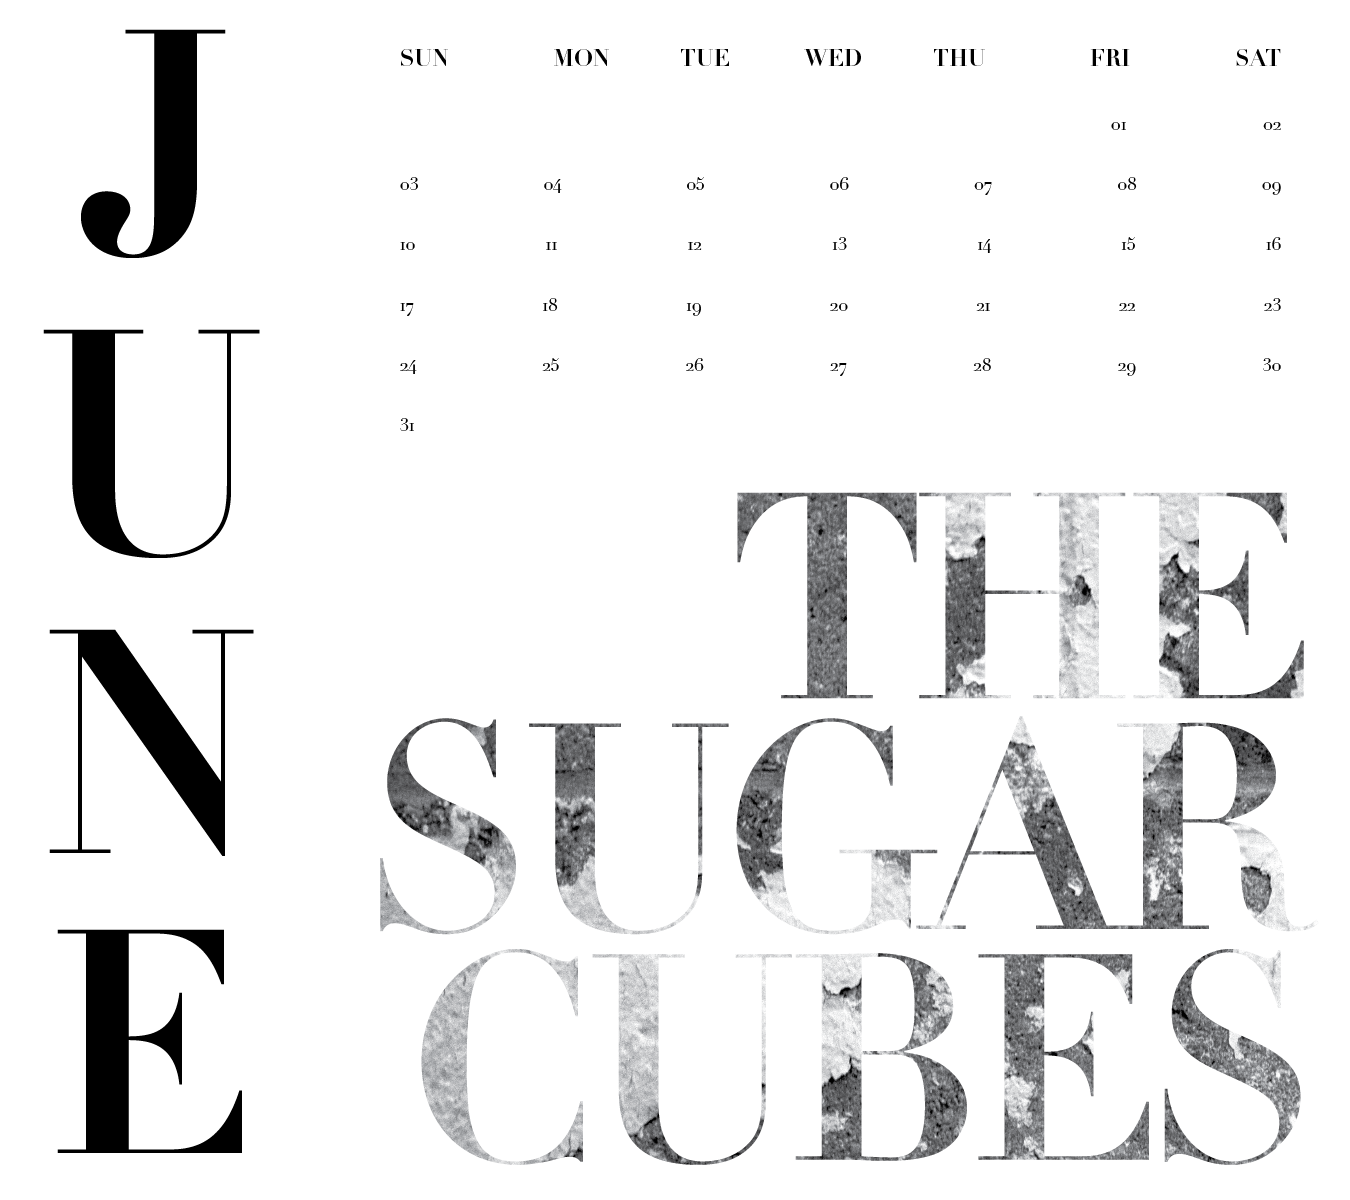 JUNE
SUN MON TUE WED THU FRI SAT
01 02
03 04 05 06 07 08 09
10 11 12 13 14 15 16
17 18 19 20 21 22 23
24 25 26 27 28 29 30
31
THE
SUGAR
CUBES